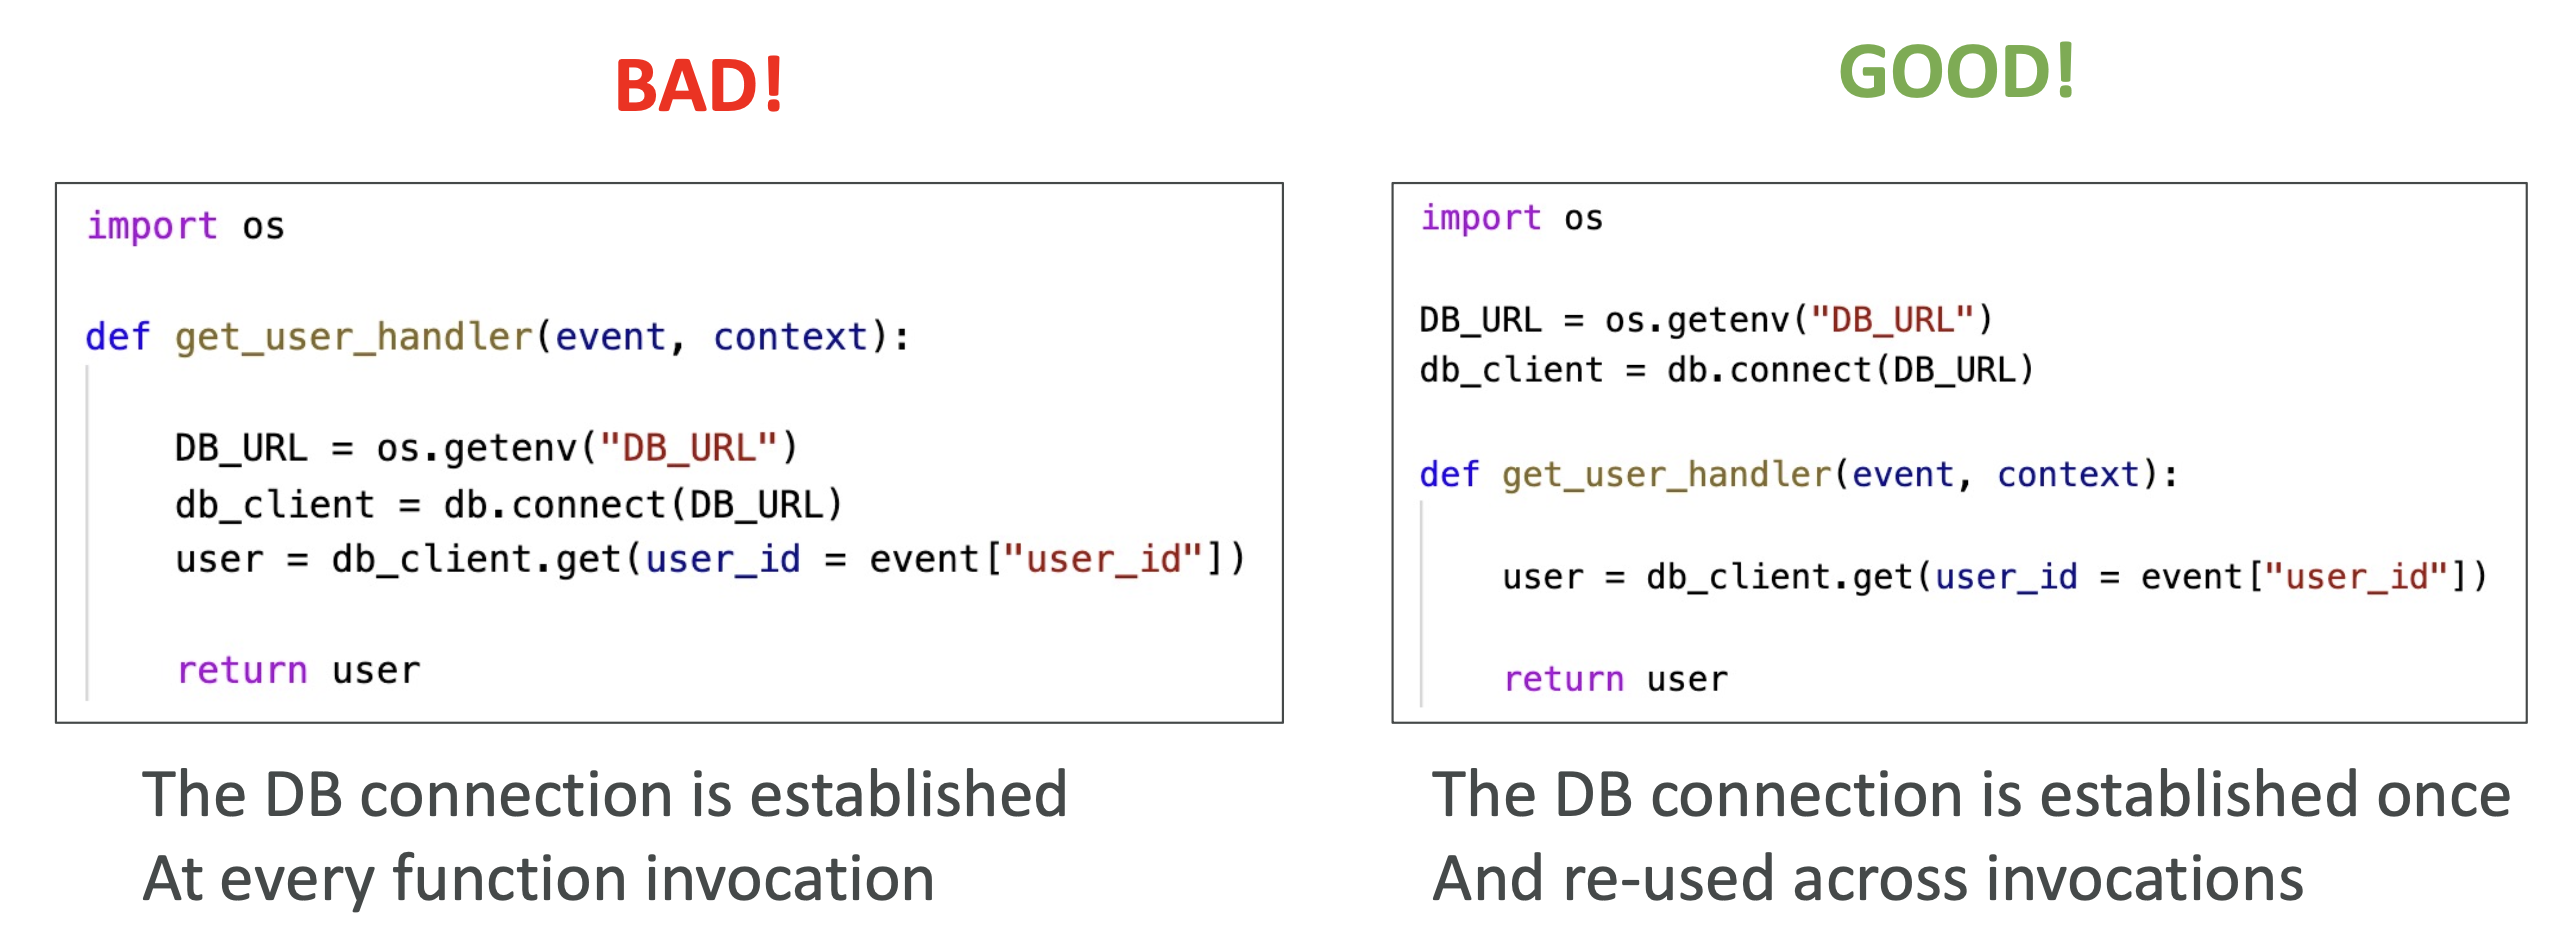 BAD!
import os
def get_user_handler(event, context):
DB_URL = os.getenv("DB_URL")
db_client = db.connect(DB_URL)
user = db_client.get(user_id = event["user_id"])
return user
The DB connection is established
At every function invocation
GOOD!
import os
DB_URL = os.getenv("DB_URL")
db_client = db.connect(DB_URL)
def get_user_handler(event, context):
user = db_client.get(user_id = event["user_id"])
return user
The DB connection is established once
And re-used across invocations